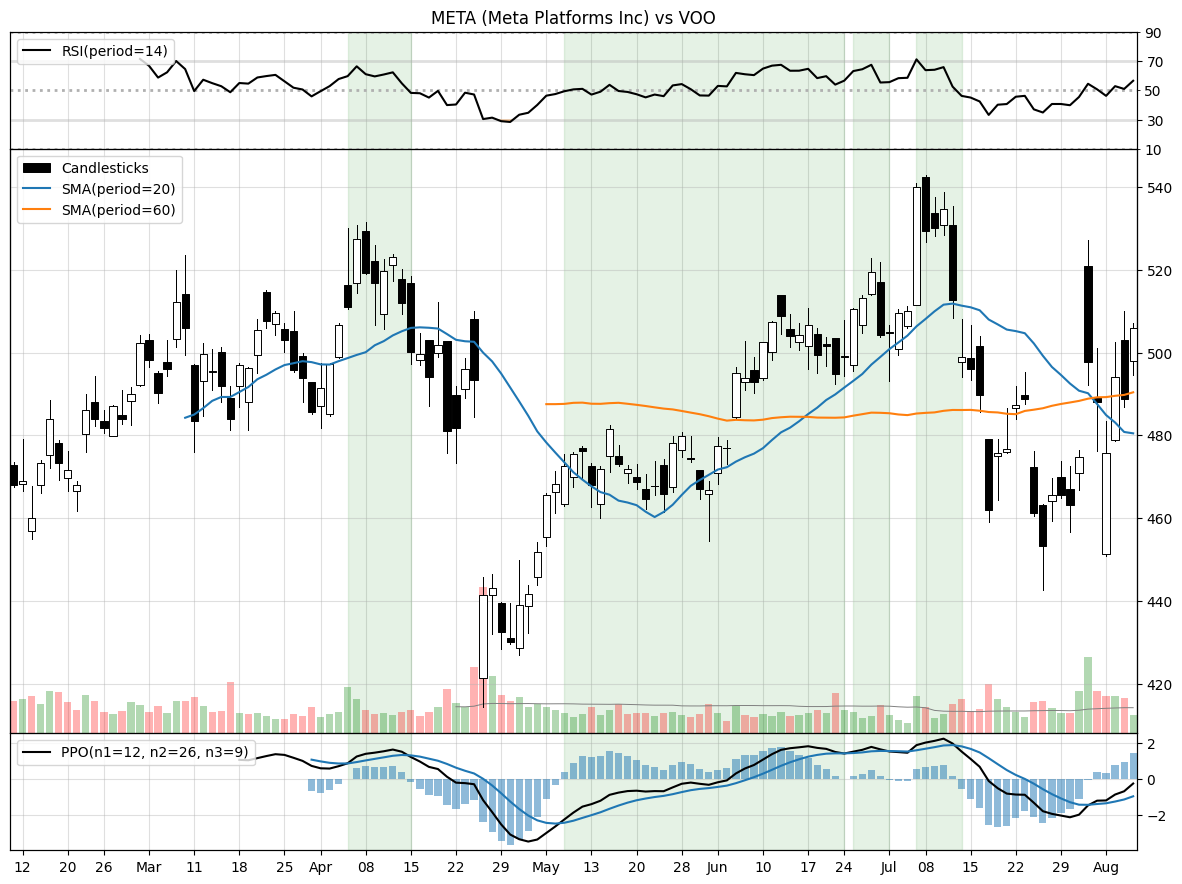 META (Meta Platforms Inc) vs VOO
RSI(period=14)
90
70
50
30
10
Candlesticks
SMA(period=20)
SMA(period=60)
540
520
500
480
460
440
420
PPO(n1=12, n2=26, n3=9)
2
0
−2
12 20 26 Mar 11 18 25 Apr 08 15 22 29 May 13 20 28 Jun 10 17 24 Jul 08 15 22 29 Aug